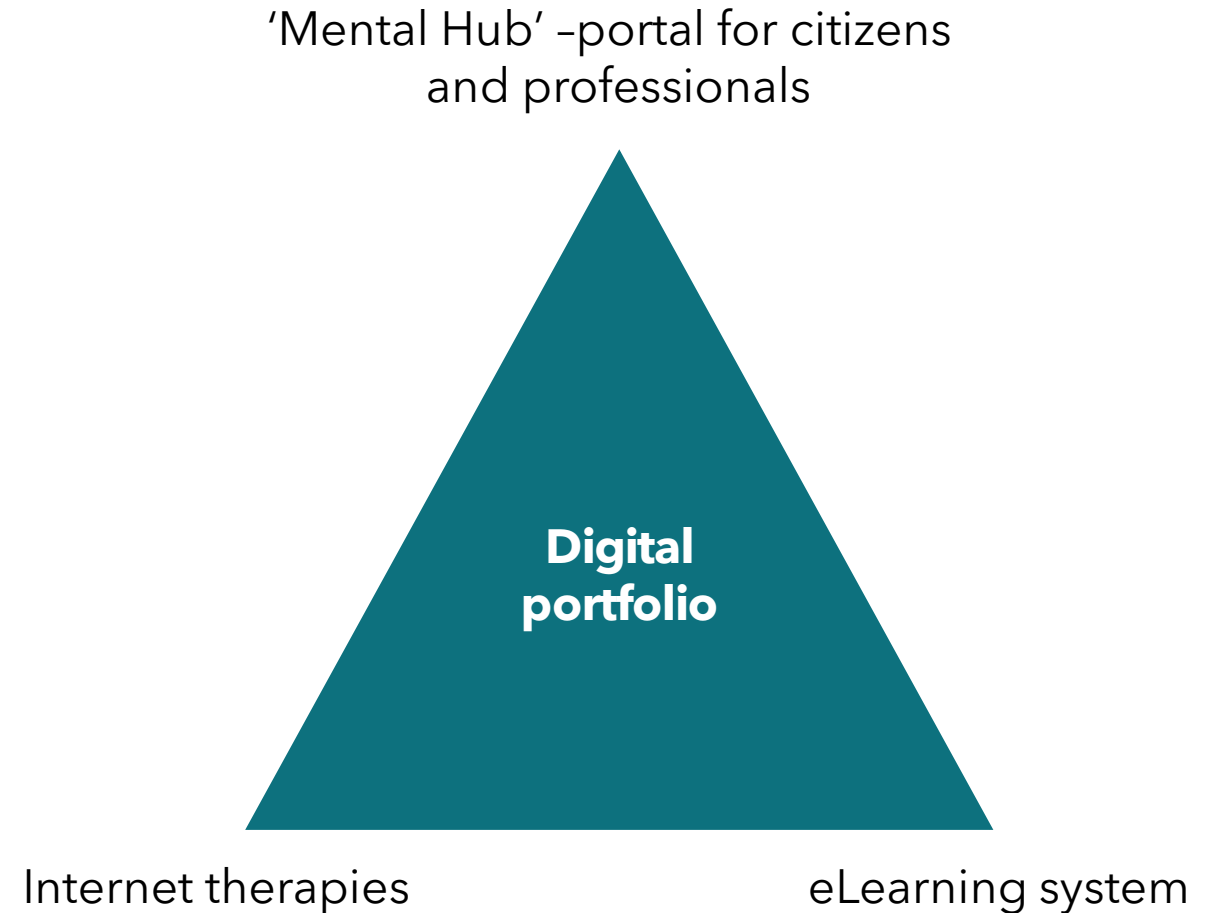 ‘Mental Hub’ –portal for citizens
and professionals
Digital
portfolio
Internet therapies
eLearning system